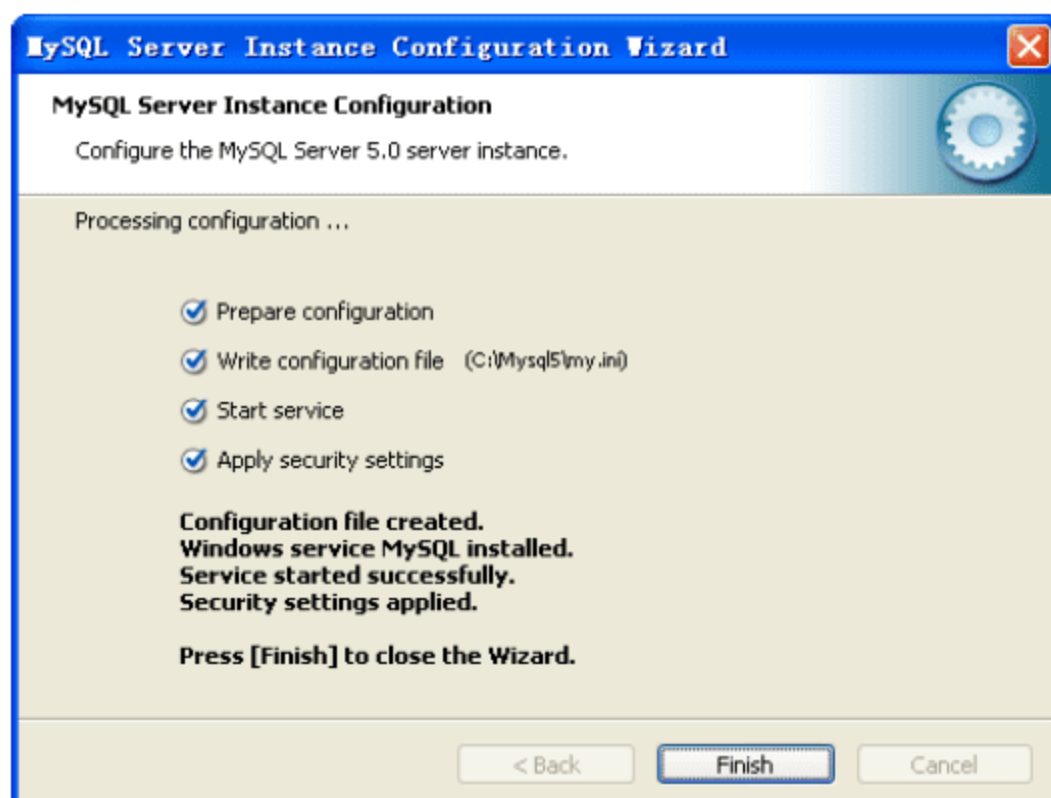 MySQL Server Instance Configuration Wizard
MySQL Server Instance Configuration
Configure the MySQL Server 5.0 server instance.
Processing configuration ...
Prepare configuration
Write configuration file (C:\Mysql5\my.ini)
Start service
Apply security settings
Configuration file created.
Windows service MySQL installed.
Service started successfully.
Security settings applied.
Press [Finish] to close the Wizard.
< Back Finish Cancel